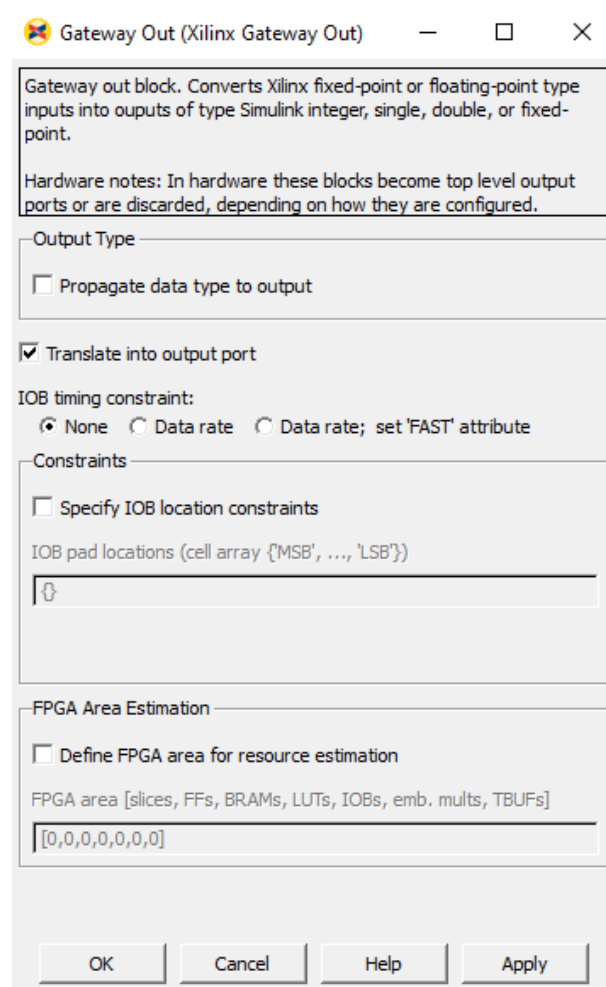 Gateway Out (Xilinx Gateway Out)
Gateway out block. Converts Xilinx fixed-point or floating-point type
inputs into ouputs of type Simulink integer, single, double, or fixed-
point.
Hardware notes: In hardware these blocks become top level output
ports or are discarded, depending on how they are configured.
Output Type
Propagate data type to output
Translate into output port
IOB timing constraint:
None Data rate Data rate; set 'FAST' attribute
Constraints
Specify IOB location constraints
IOB pad locations (cell array {'MSB', ..., 'LSB'})
{}
FPGA Area Estimation
Define FPGA area for resource estimation
FPGA area [slices, FFs, BRAMs, LUTs, IOBs, emb. mults, TBUFs]
[0,0,0,0,0,0,0]
OK Cancel Help Apply